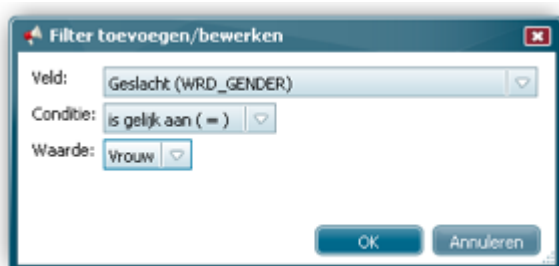 Filter toevoegen/bewerken
Veld: Geslacht (WRD_GENDER)
Conditie: is gelijk aan ( = )
Waarde: Vrouw
OK Annuleren